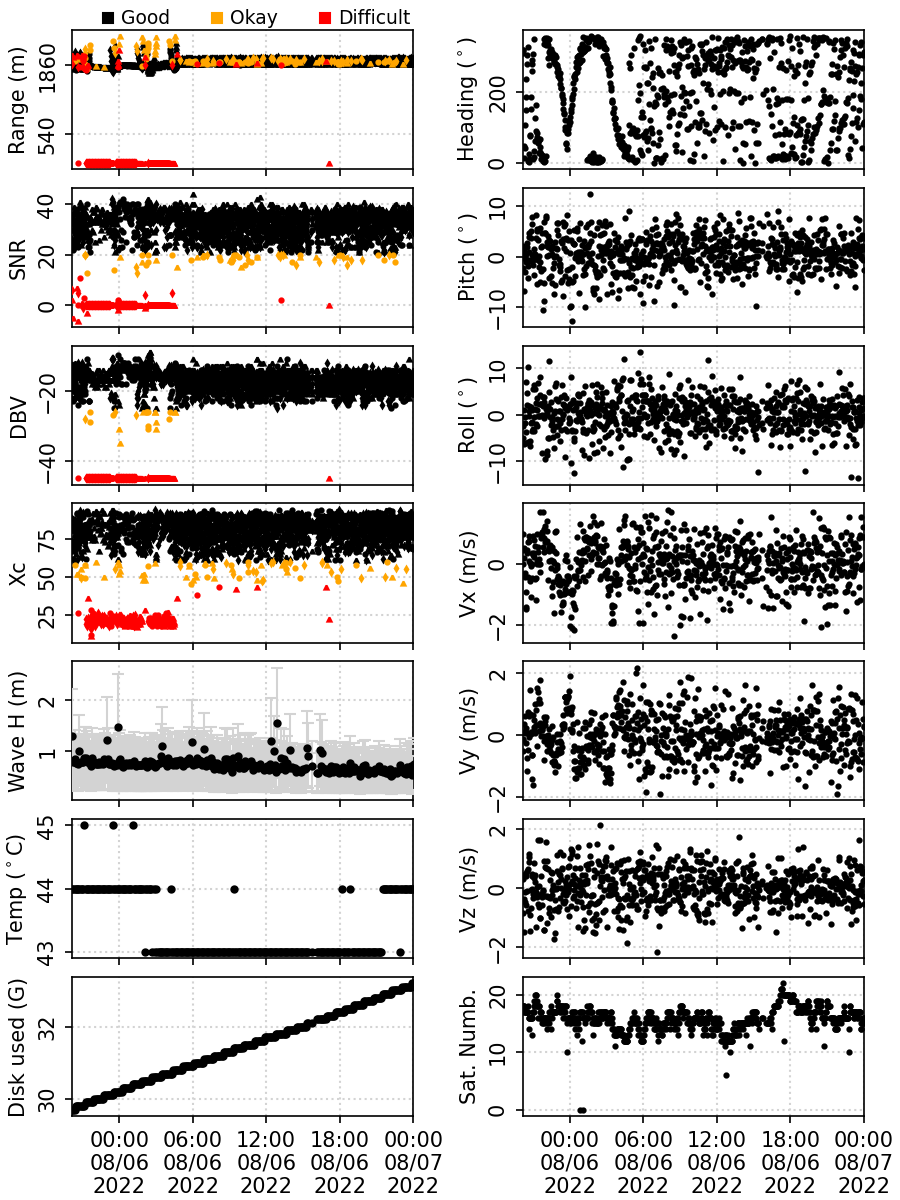 Good Okay Difficult
Range (m)
1860
540
Heading (°)
200
0
SNR
40
20
0
Pitch (°)
10
0
−10
DBV
−20
−40
Roll (°)
10
0
−10
Xc
75
50
25
Vx (m/s)
0
−2
Wave H (m)
2
1
Vy (m/s)
2
0
−2
Temp (°C)
45
44
43
Vz (m/s)
2
0
−2
Disk used (G)
32
30
Sat. Numb.
20
10
0
00:00 06:00 12:00 18:00 00:00
08/06 08/06 08/06 08/06 08/07
2022 2022 2022 2022 2022
00:00 06:00 12:00 18:00 00:00
08/06 08/06 08/06 08/06 08/07
2022 2022 2022 2022 2022